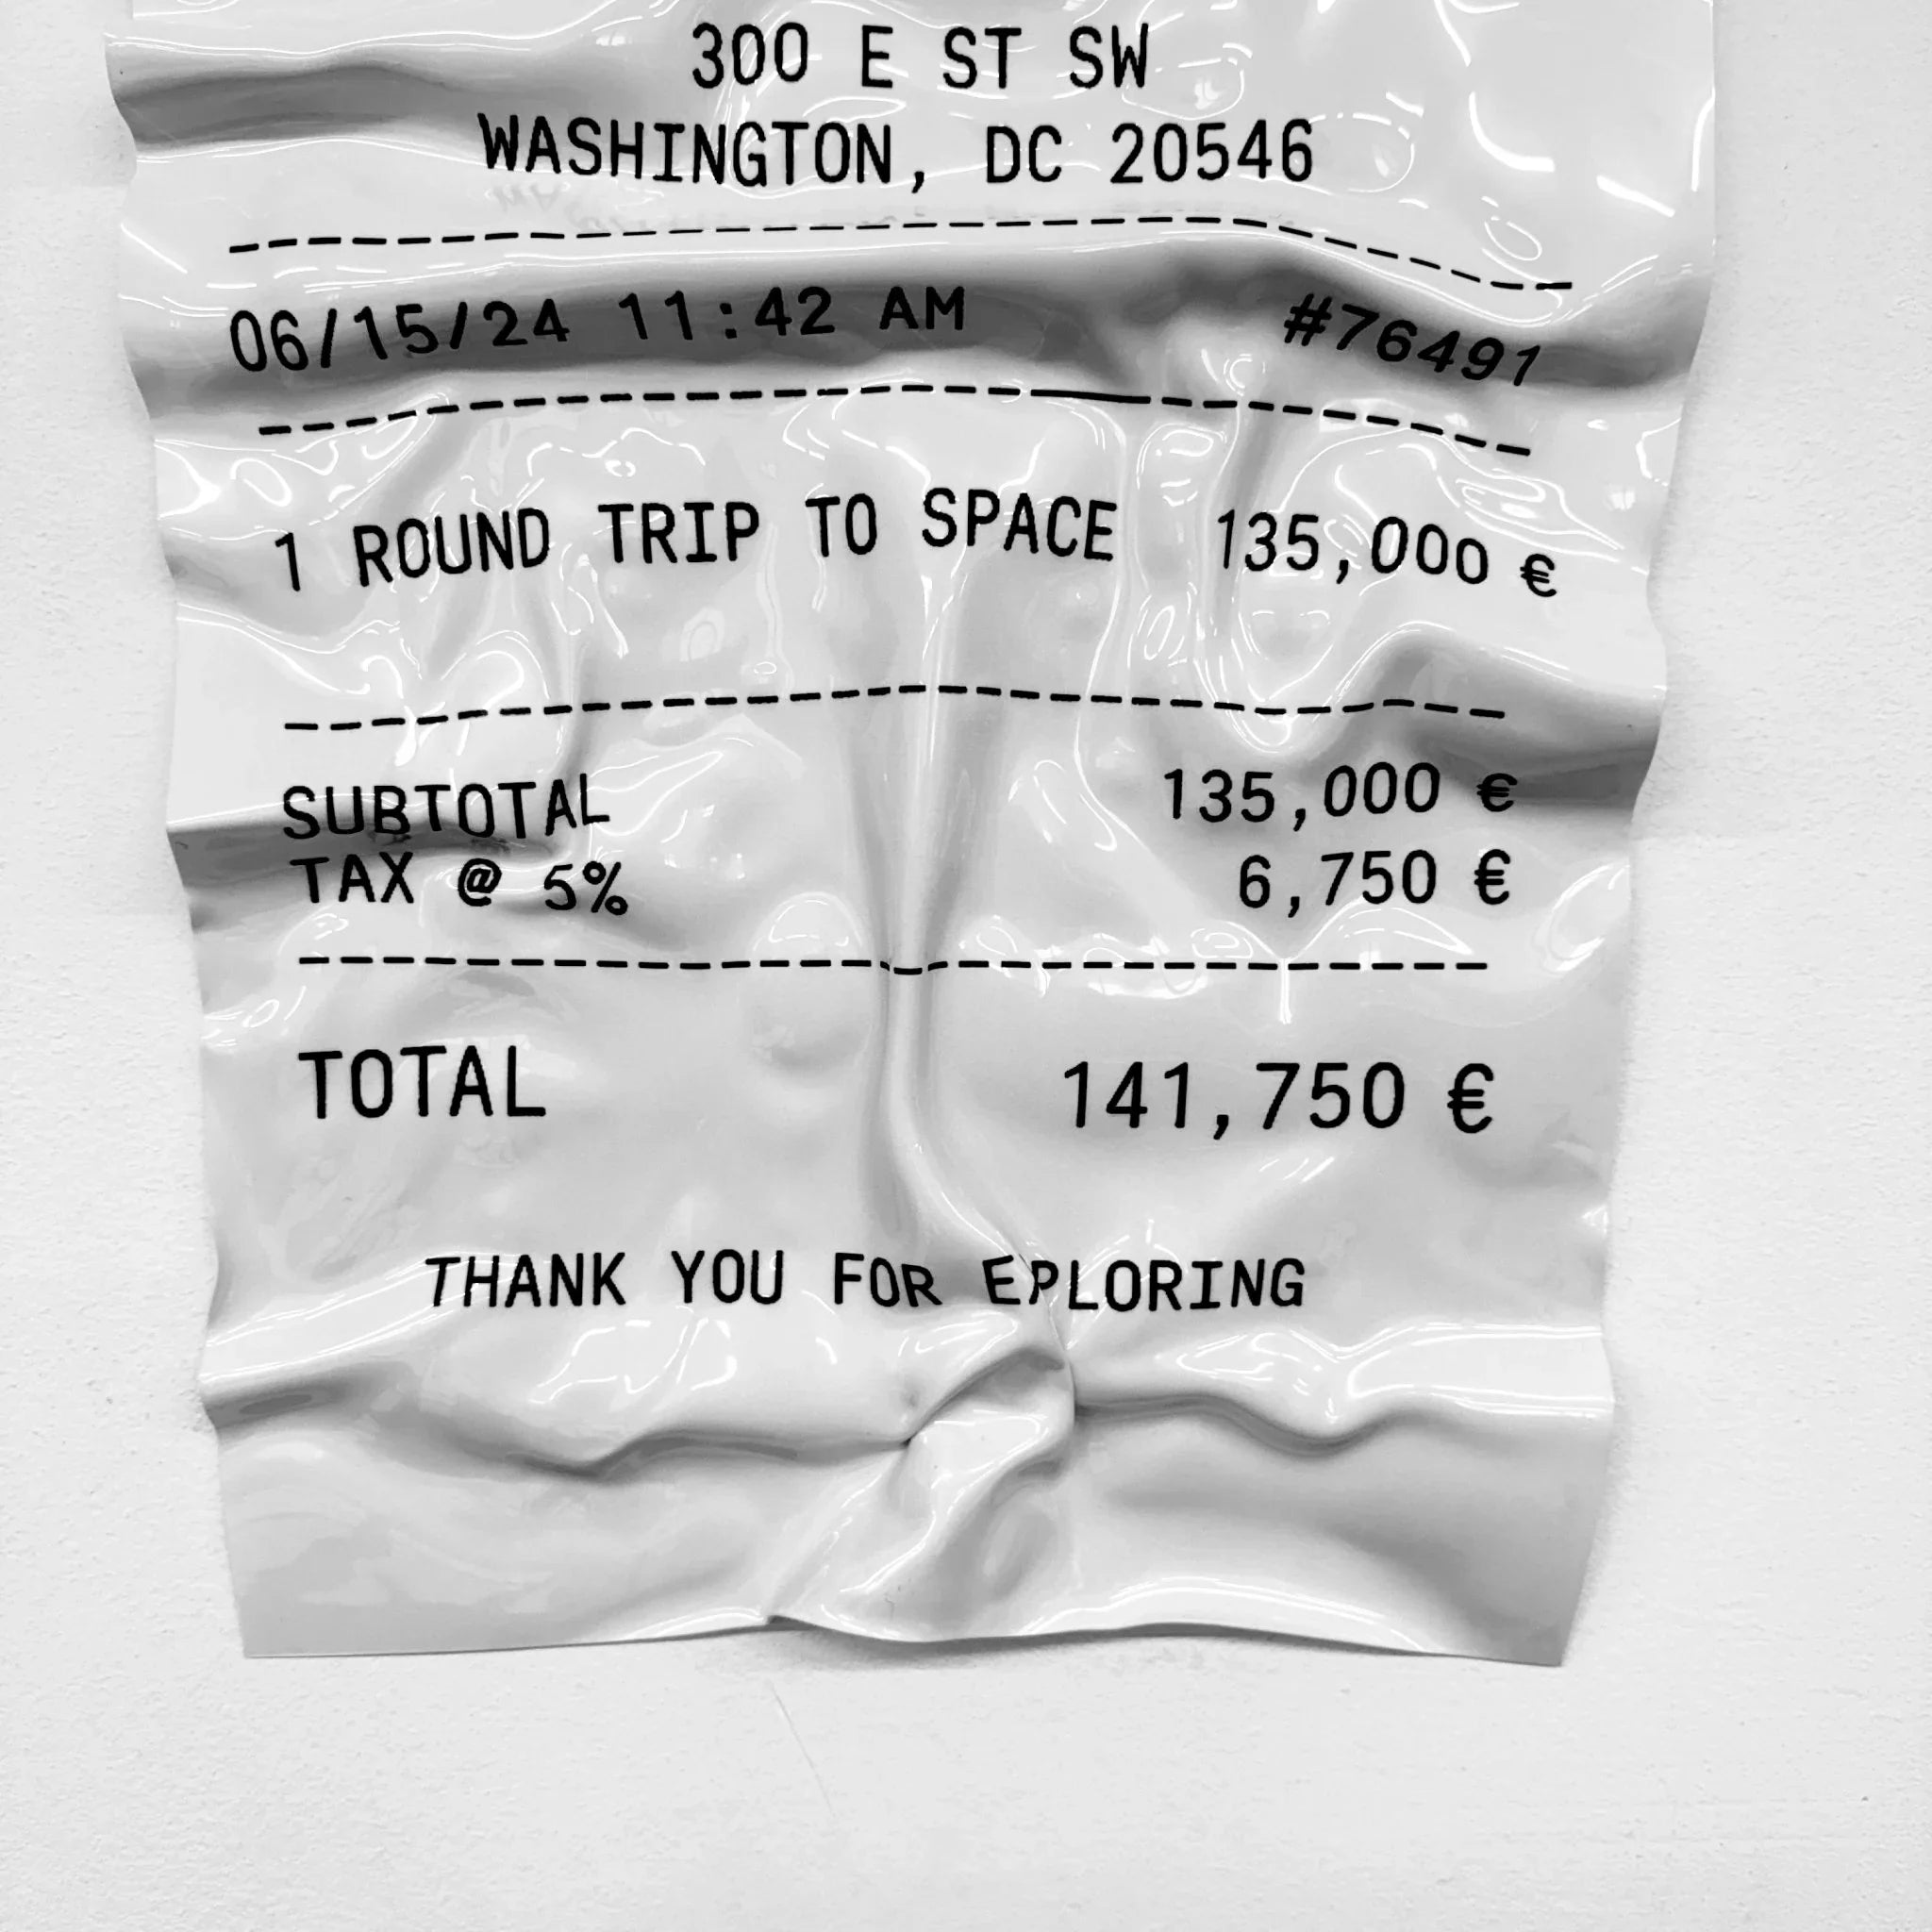 300 E ST SW
WASHINGTON, DC 20546
06/15/24 11:42 AM #76491
1 ROUND TRIP TO SPACE 135,000 €
SUBTOTAL 135,000 €
TAX @ 5% 6,750 €
TOTAL 141,750 €
THANK YOU FOR EPLORING